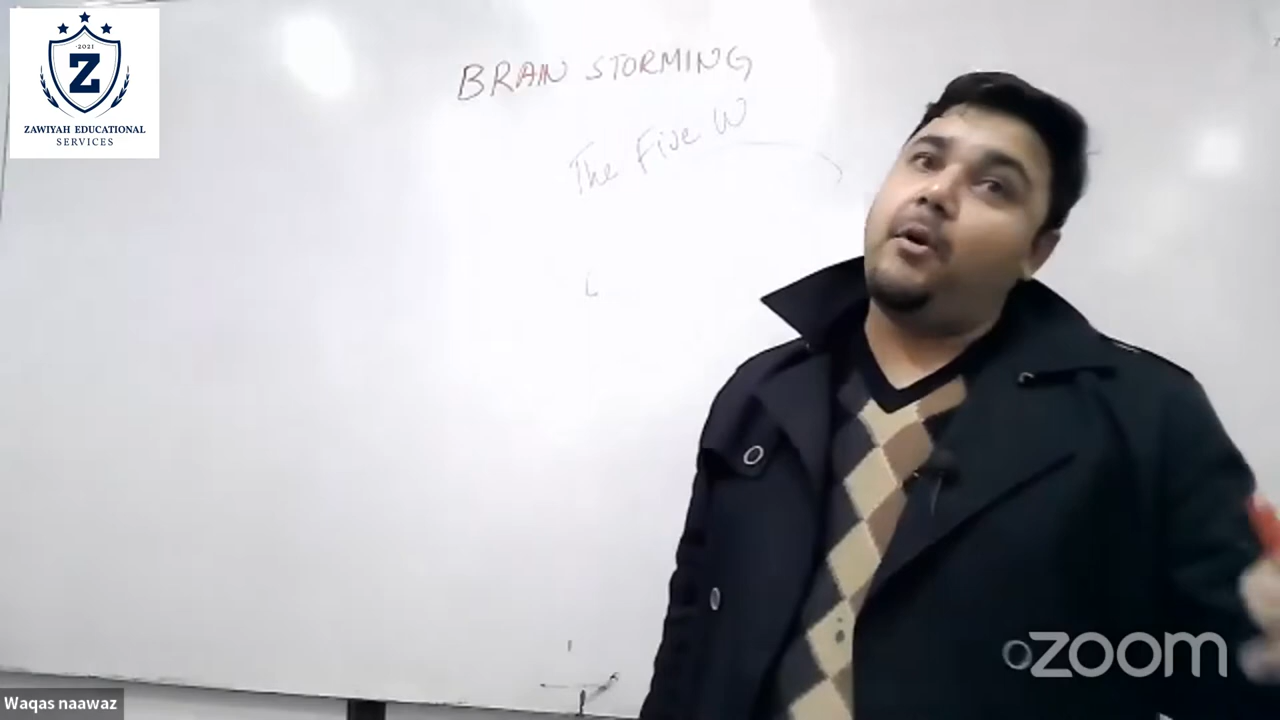 ·2021·
Z
ZAWIYAH EDUCATIONAL
SERVICES
BRAIN STORMING
The Five W
zoom
Waqas naawaz